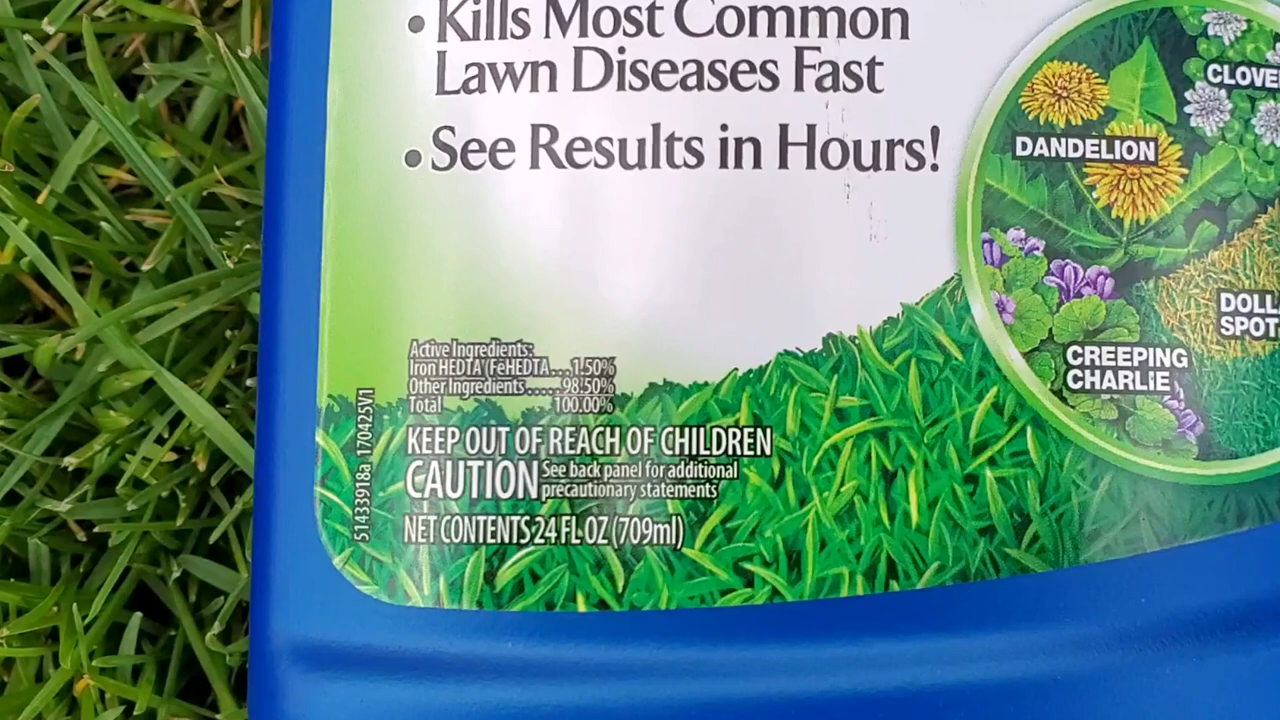 • Kills Most Common
Lawn Diseases Fast
• See Results in Hours!
CLOVE
DANDELION
DOLL
SPOT
CREEPING
CHARLIE
Active Ingredients:
Iron HEDTA (FeHEDTA...1.50%
Other Ingredients......98.50%
Total 100.00%
KEEP OUT OF REACH OF CHILDREN
CAUTION See back panel for additional
precautionary statements
NET CONTENTS 24 FL OZ (709ml)
51433918a 170425V1